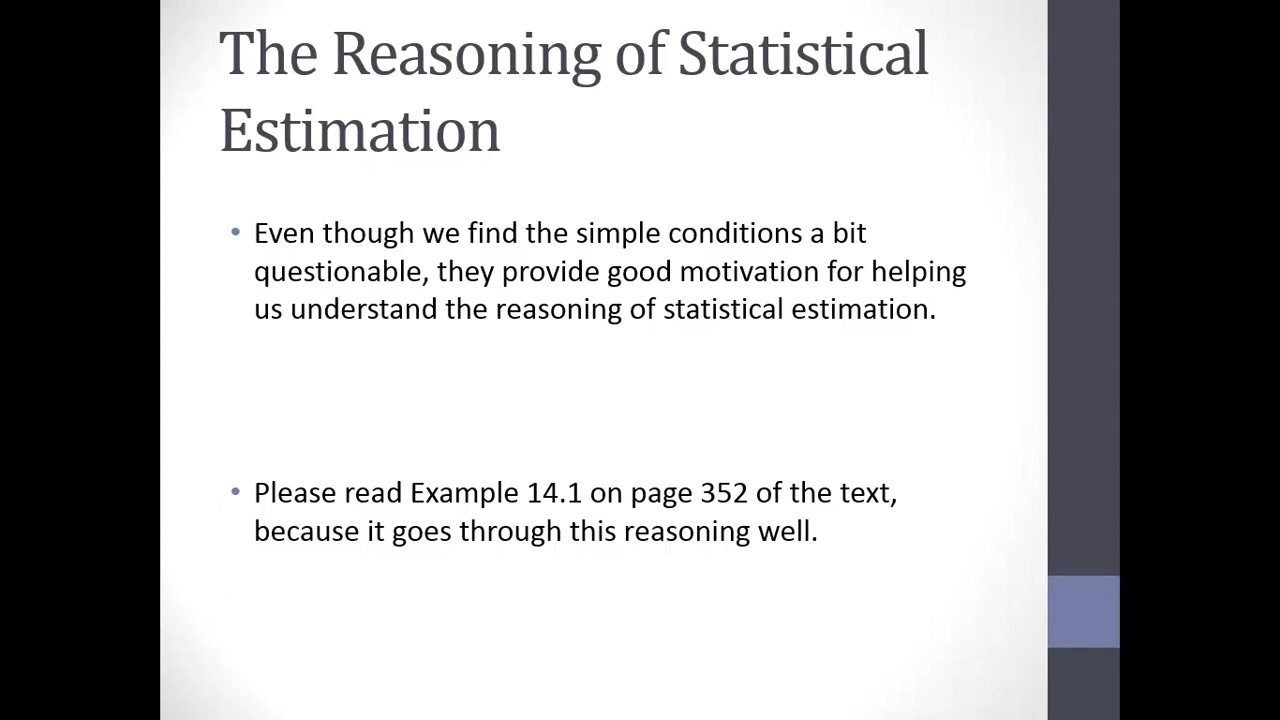 The Reasoning of Statistical
Estimation
• Even though we find the simple conditions a bit
questionable, they provide good motivation for helping
us understand the reasoning of statistical estimation.
• Please read Example 14.1 on page 352 of the text,
because it goes through this reasoning well.